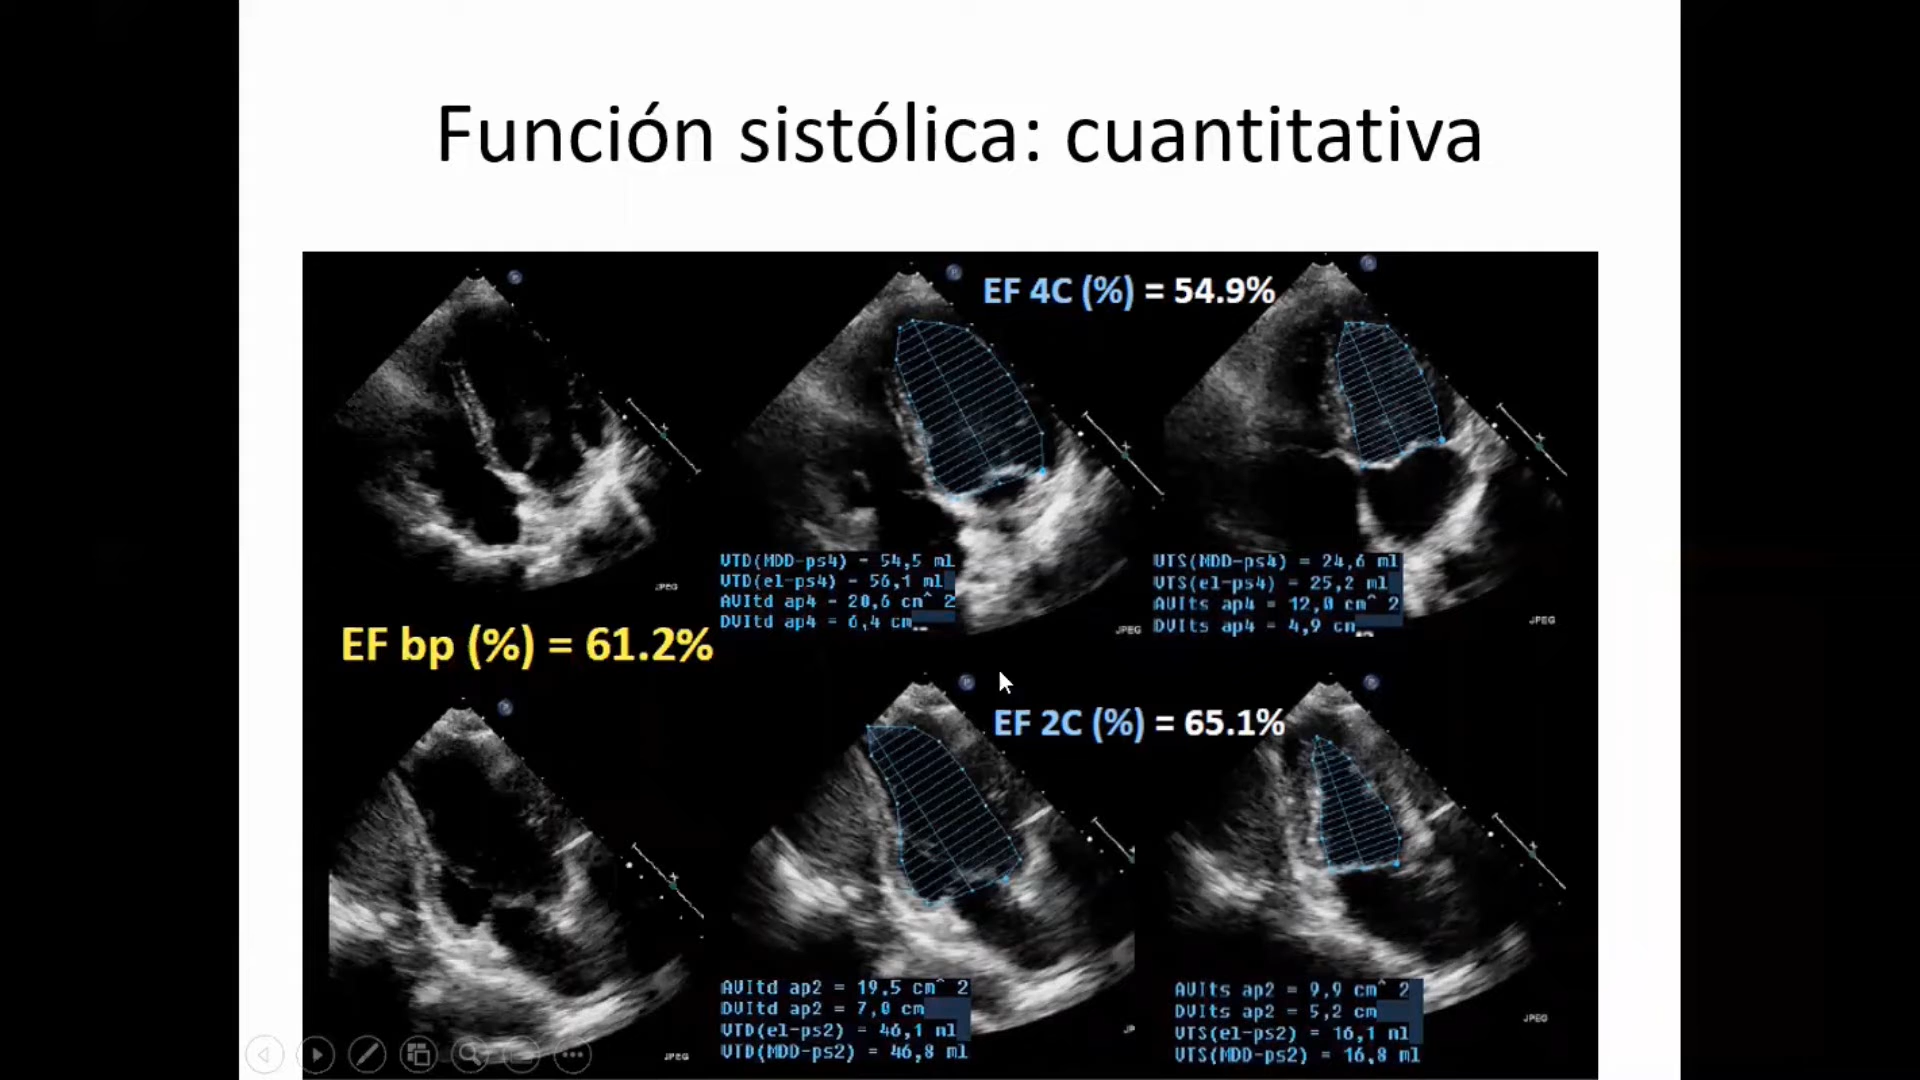 Función sistólica: cuantitativa
EF 4C (%) = 54.9%
JPEG
VTD(MDD-ps4) = 54,5 ml
VTD(el-ps4) = 56,1 ml
AVItd ap4 = 20,6 cm^ 2
DVItd ap4 = 6,4 cm
JPEG
VTS(MDD-ps4) = 24,6 ml
VTS(el-ps4) = 25,2 ml
AVIts ap4 = 12,0 cm^ 2
DVIts ap4 = 4,9 cm
JPEG
EF bp (%) = 61.2%
EF 2C (%) = 65.1%
JPEG
AVItd ap2 = 19,5 cm^ 2
DVItd ap2 = 7,0 cm
VTD(el-ps2) = 46,1 ml
VTD(MDD-ps2) = 46,8 ml
JP
AVIts ap2 = 9,9 cm^ 2
DVIts ap2 = 5,2 cm
VTS(el-ps2) = 16,1 ml
VTS(MDD-ps2) = 16,8 ml
JPEG